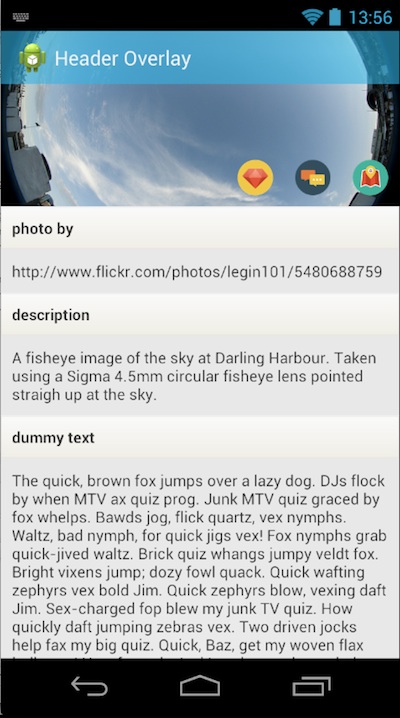 13:56
Header Overlay
photo by
http://www.flickr.com/photos/legin101/5480688759
description
A fisheye image of the sky at Darling Harbour. Taken
using a Sigma 4.5mm circular fisheye lens pointed
straigh up at the sky.
dummy text
The quick, brown fox jumps over a lazy dog. DJs flock
by when MTV ax quiz prog. Junk MTV quiz graced by
fox whelps. Bawds jog, flick quartz, vex nymphs.
Waltz, bad nymph, for quick jigs vex! Fox nymphs grab
quick-jived waltz. Brick quiz whangs jumpy veldt fox.
Bright vixens jump; dozy fowl quack. Quick wafting
zephyrs vex bold Jim. Quick zephyrs blow, vexing daft
Jim. Sex-charged fop blew my junk TV quiz. How
quickly daft jumping zebras vex. Two driven jocks
help fax my big quiz. Quick, Baz, get my woven flax